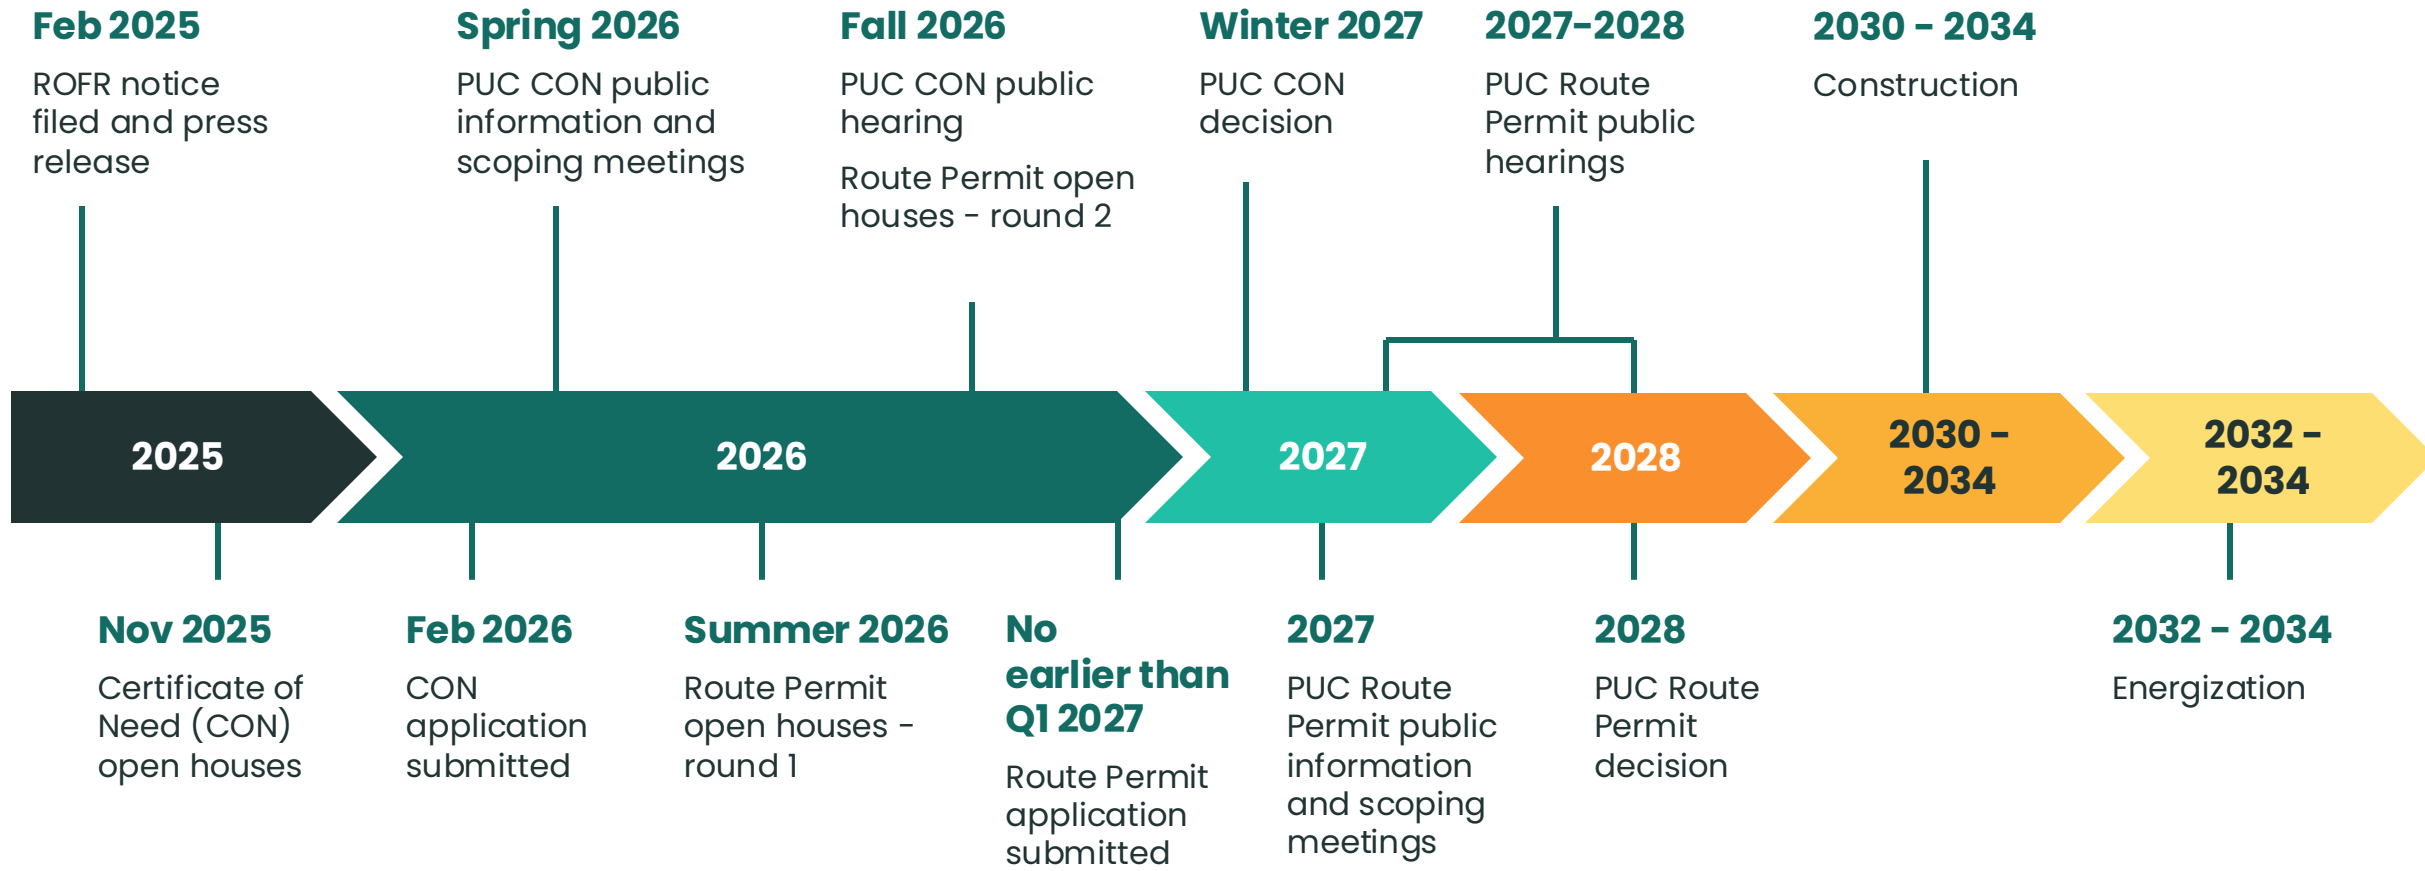 Feb 2025
ROFR notice
filed and press
release
Spring 2026
PUC CON public
information and
scoping meetings
Fall 2026
PUC CON public
hearing
Route Permit open
houses - round 2
Winter 2027
PUC CON
decision
2027-2028
PUC Route
Permit public
hearings
2030 - 2034
Construction
2025
2026
2027
2028
2030 -
2034
2032 -
2034
Nov 2025
Certificate of
Need (CON)
open houses
Feb 2026
CON
application
submitted
Summer 2026
Route Permit
open houses -
round 1
No
earlier than
Q1 2027
Route Permit
application
submitted
2027
PUC Route
Permit public
information
and scoping
meetings
2028
PUC Route
Permit
decision
2032 - 2034
Energization